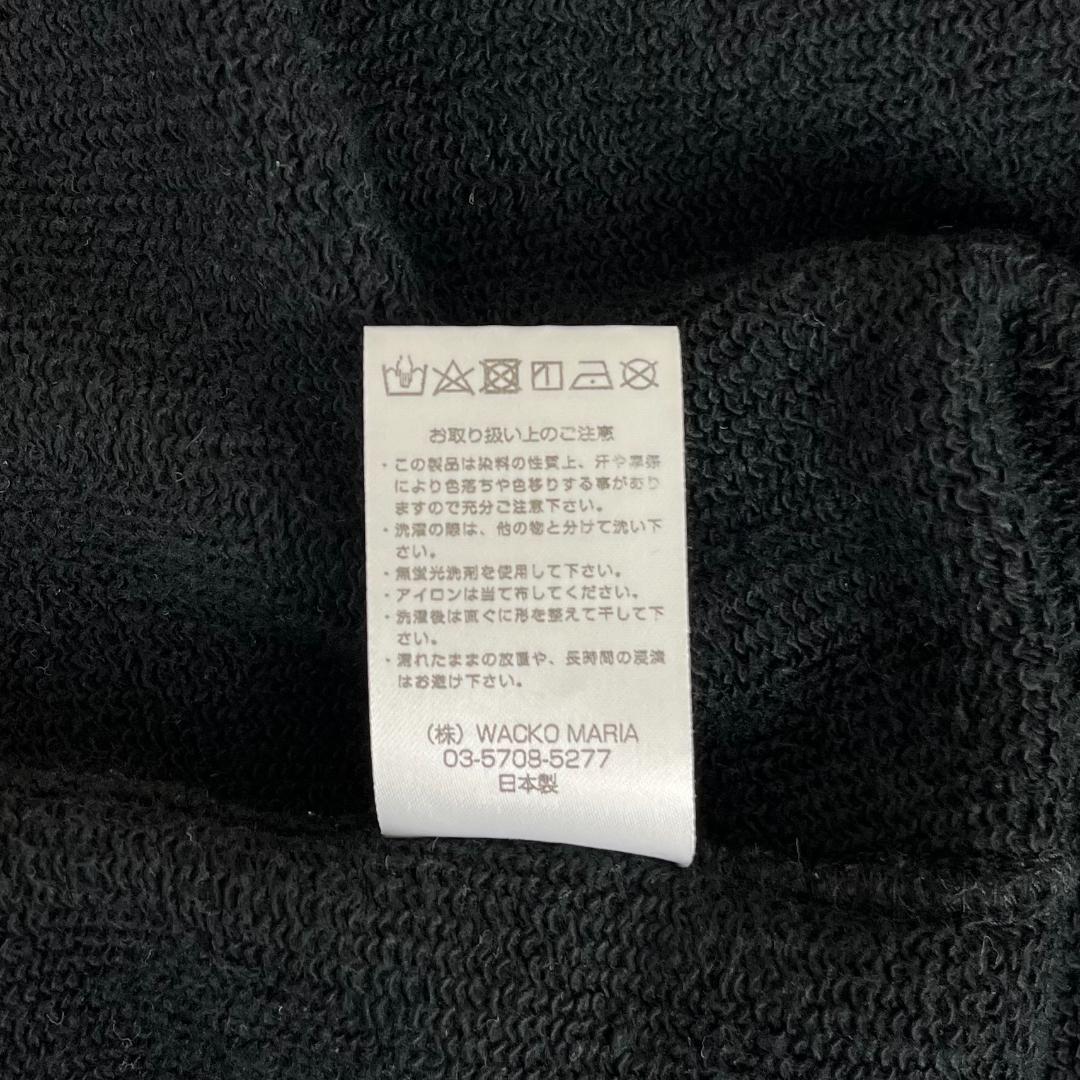 お取り扱い上のご注意
・この製品は染料の性質上、汗や摩擦
により色落ちや色移りする事があり
ますので充分ご注意下さい。
・洗濯の際は、他の物と分けて洗い下
さい。
・無蛍光洗剤を使用して下さい。
・アイロンは当て布してください。
・洗濯後は直ぐに形を整えて干して下
さい。
・濡れたままの放置や、長時間の浸漬
はお避け下さい。
(株) WACKO MARIA
03-5708-5277
日本製